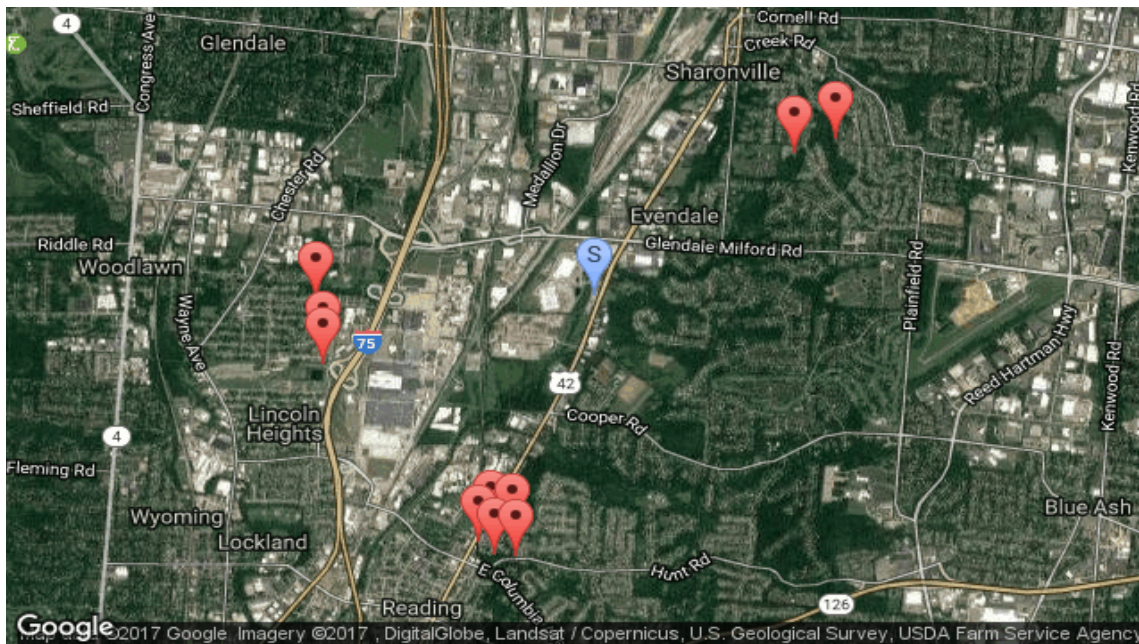 4
Cornell Rd
Glendale
Creek Rd
Congress Ave
Sharonville
Sheffield Rd
Kenwood Rd
Medallion Dr
Chester Rd
Evendale
Riddle Rd
Glendale Milford Rd
S
Woodlawn
Plainfield Rd
Wayne Ave
75
Reed Hartman Hwy
Kenwood Rd
42
Lincoln
Heights
Cooper Rd
4
Fleming Rd
Wyoming
Blue Ash
Lockland
Hunt Rd
E Columbia
Reading
126
Google
©2017 Google Imagery ©2017 , DigitalGlobe, Landsat / Copernicus, U.S. Geological Survey, USDA Farm Service Agency